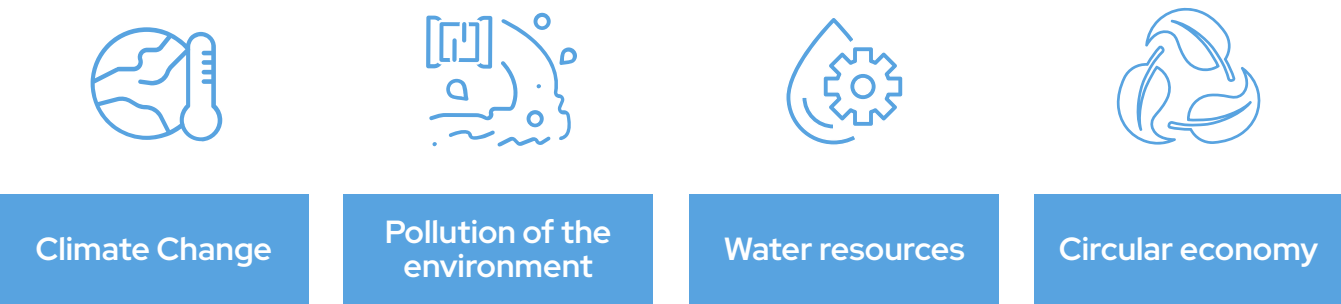 Climate Change
Pollution of the
environment
Water resources
Circular economy